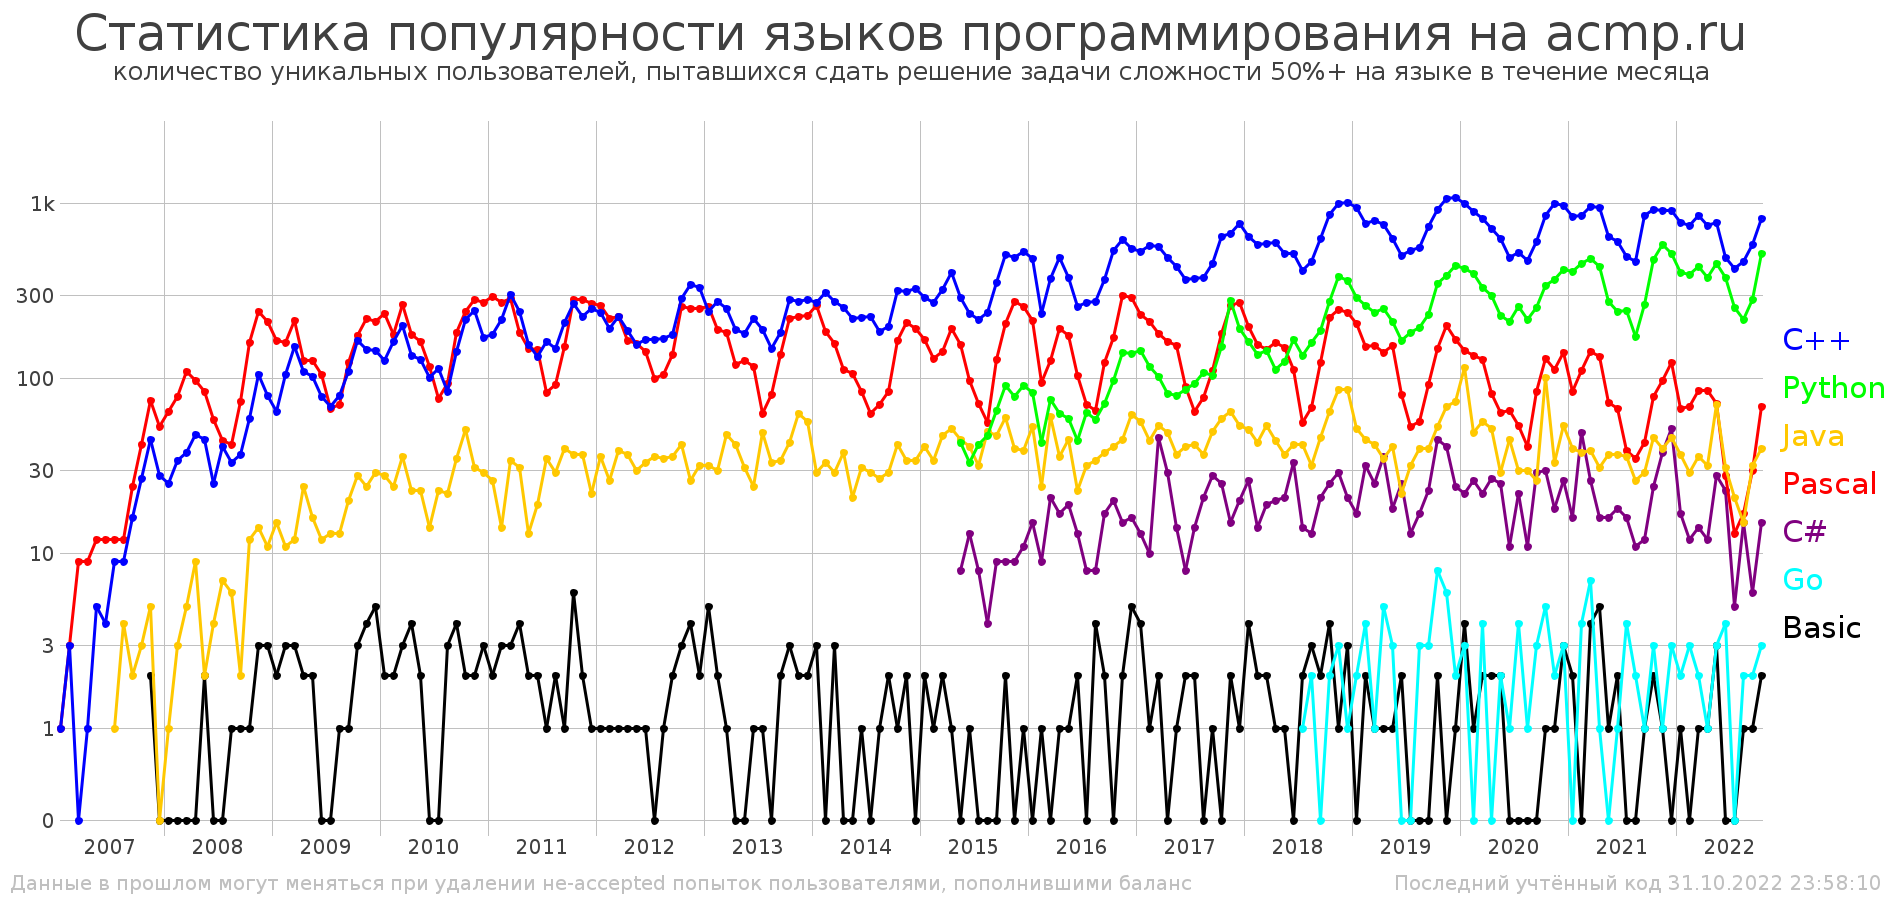 Статистика популярности языков программирования на acmp.ru
количество уникальных пользователей, пытавшихся сдать решение задачи сложности 50%+ на языке в течение месяца
1k
300
100
30
10
3
1
0
C++
Python
Java
Pascal
C#
Go
Basic
2007 2008 2009 2010 2011 2012 2013 2014 2015 2016 2017 2018 2019 2020 2021 2022
Данные в прошлом могут меняться при удалении не-accepted попыток пользователями, пополнившими баланс
Последний учтённый код 31.10.2022 23:58:10